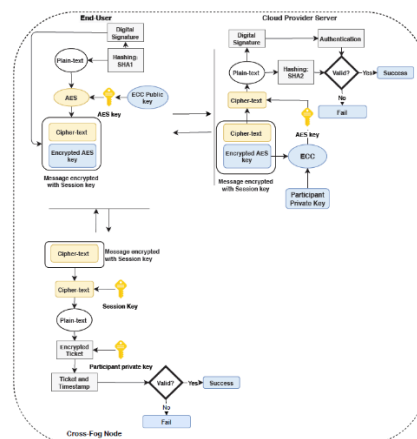 End-User
Digital
Signature
Plain-text
Hashing:
SHA1
AES
AES key
ECC Public
key
Cipher-text
Encrypted AES
key
Message encrypted
with Session key
Cloud Provider Server
Digital
Signature
Authentication
Plain-text
Hashing: SHA2
Valid?
Yes
Success
No
Fail
Cipher-text
AES key
Cipher-text
Encrypted AES
key
ECC
Message encrypted
with Session key
Participant
Private Key
Cipher-text
Message encrypted
with Session key
Cipher-text
Session Key
Plain-text
Encrypted
Ticket
Participant private key
Ticket and
Timestamp
Valid?
Yes
Success
No
Fail
Cross-Fog Node